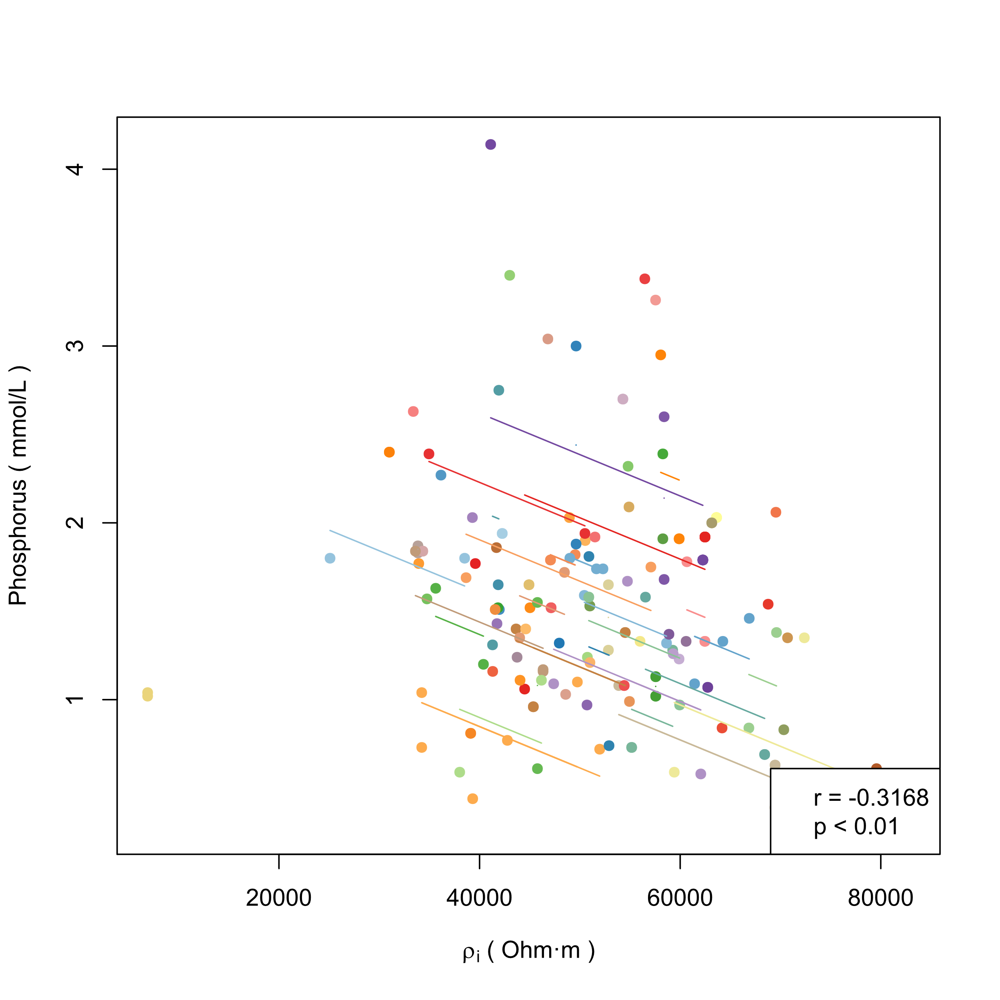 Phosphorus ( mmol/L )
4
3
2
1
r = -0.3168
p < 0.01
20000 40000 60000 80000
ρi ( Ohm·m )